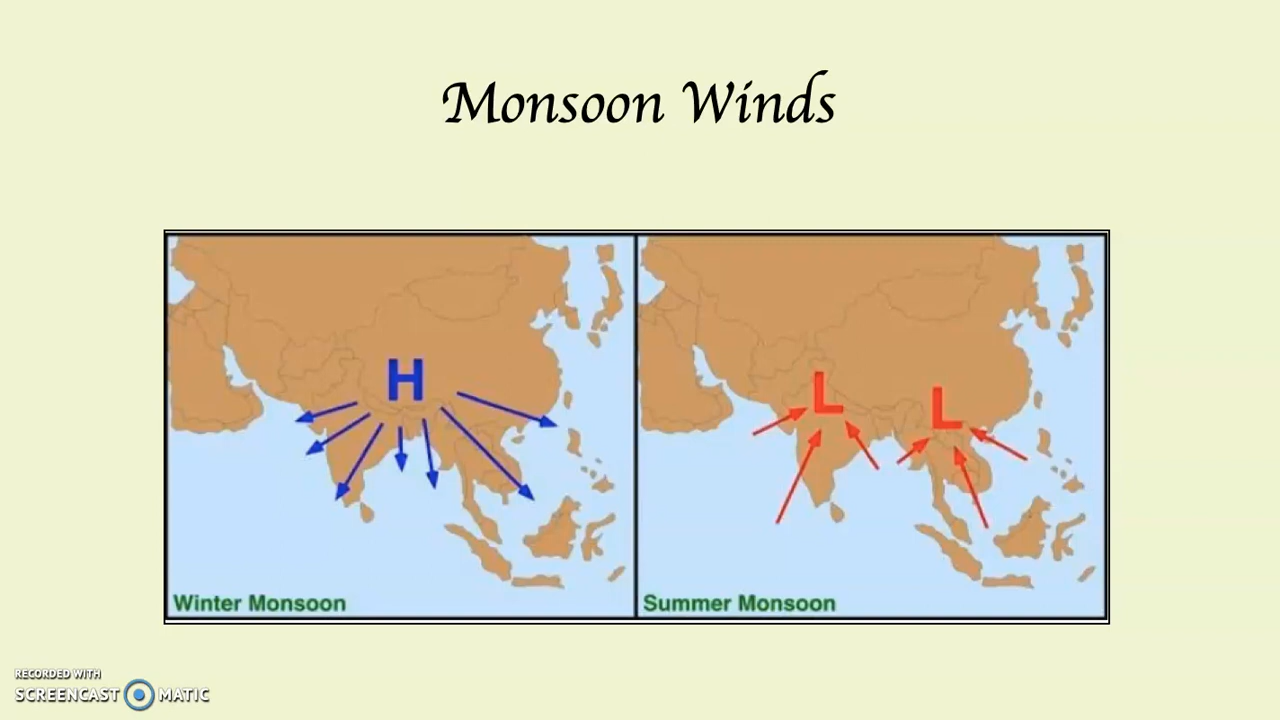 Monsoon Winds
H
L
L
Winter Monsoon
Summer Monsoon
RECORDED WITH
SCREENCAST MATIC